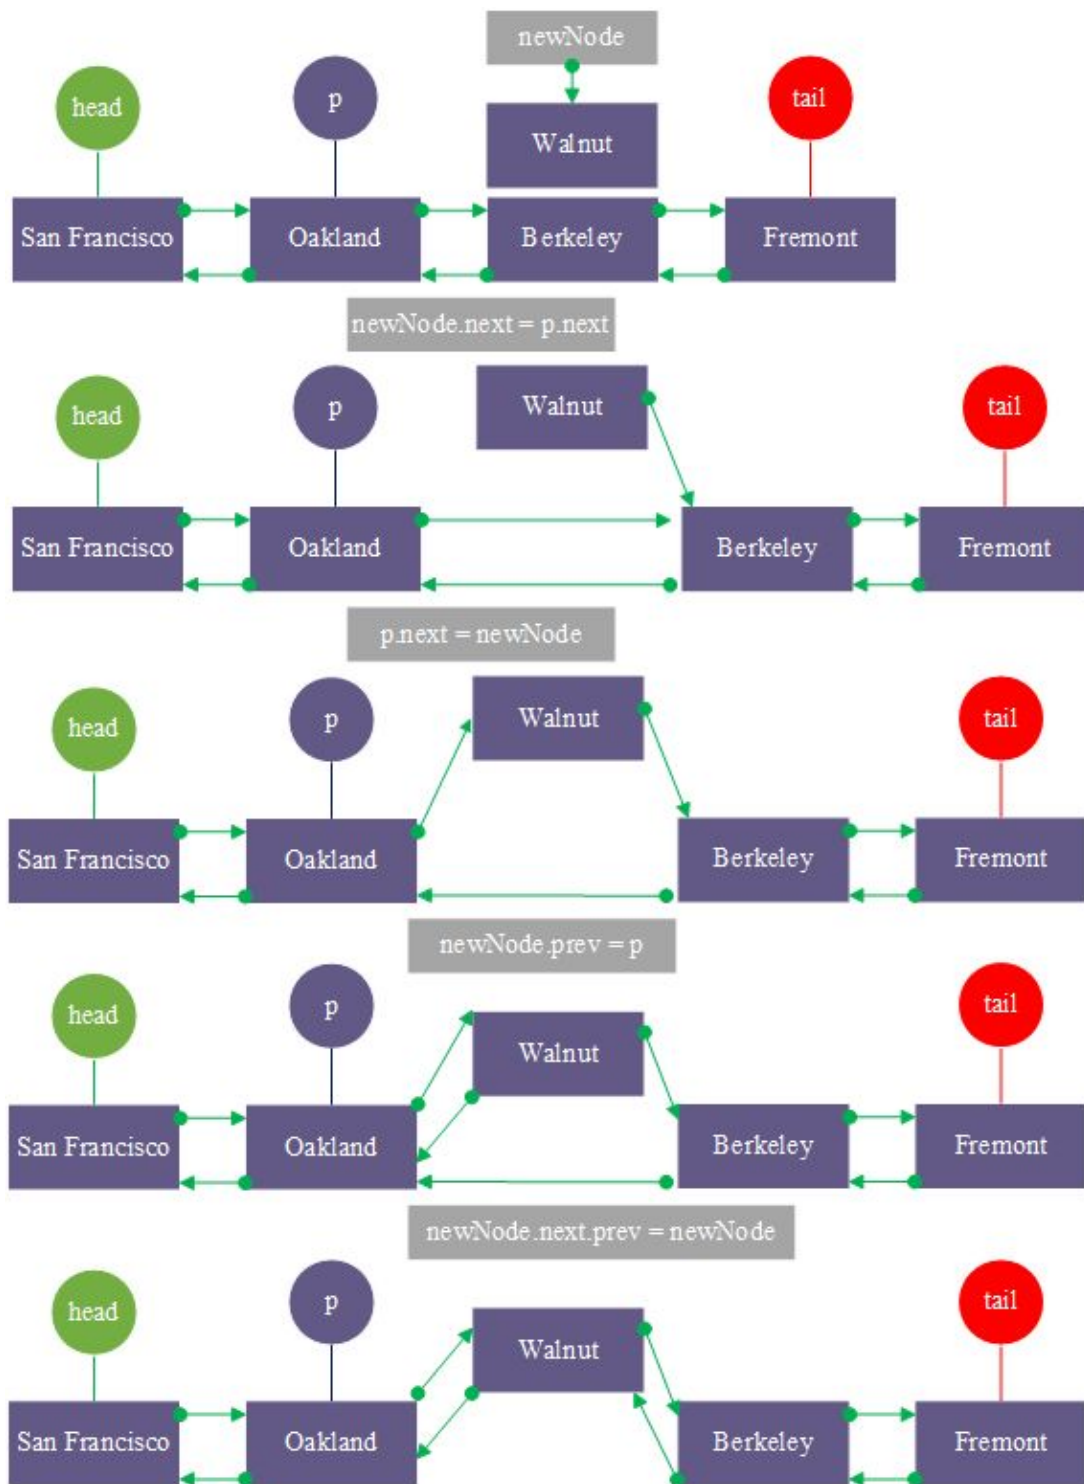 newNode
head
p
tail
Walnut
San Francisco
Oakland
Berkeley
Fremont
newNode.next = p.next
head
p
Walnut
tail
San Francisco
Oakland
Berkeley
Fremont
p.next = newNode
head
p
Walnut
tail
San Francisco
Oakland
Berkeley
Fremont
newNode.prev = p
head
p
Walnut
tail
San Francisco
Oakland
Berkeley
Fremont
newNode.next.prev = newNode
head
p
Walnut
tail
San Francisco
Oakland
Berkeley
Fremont